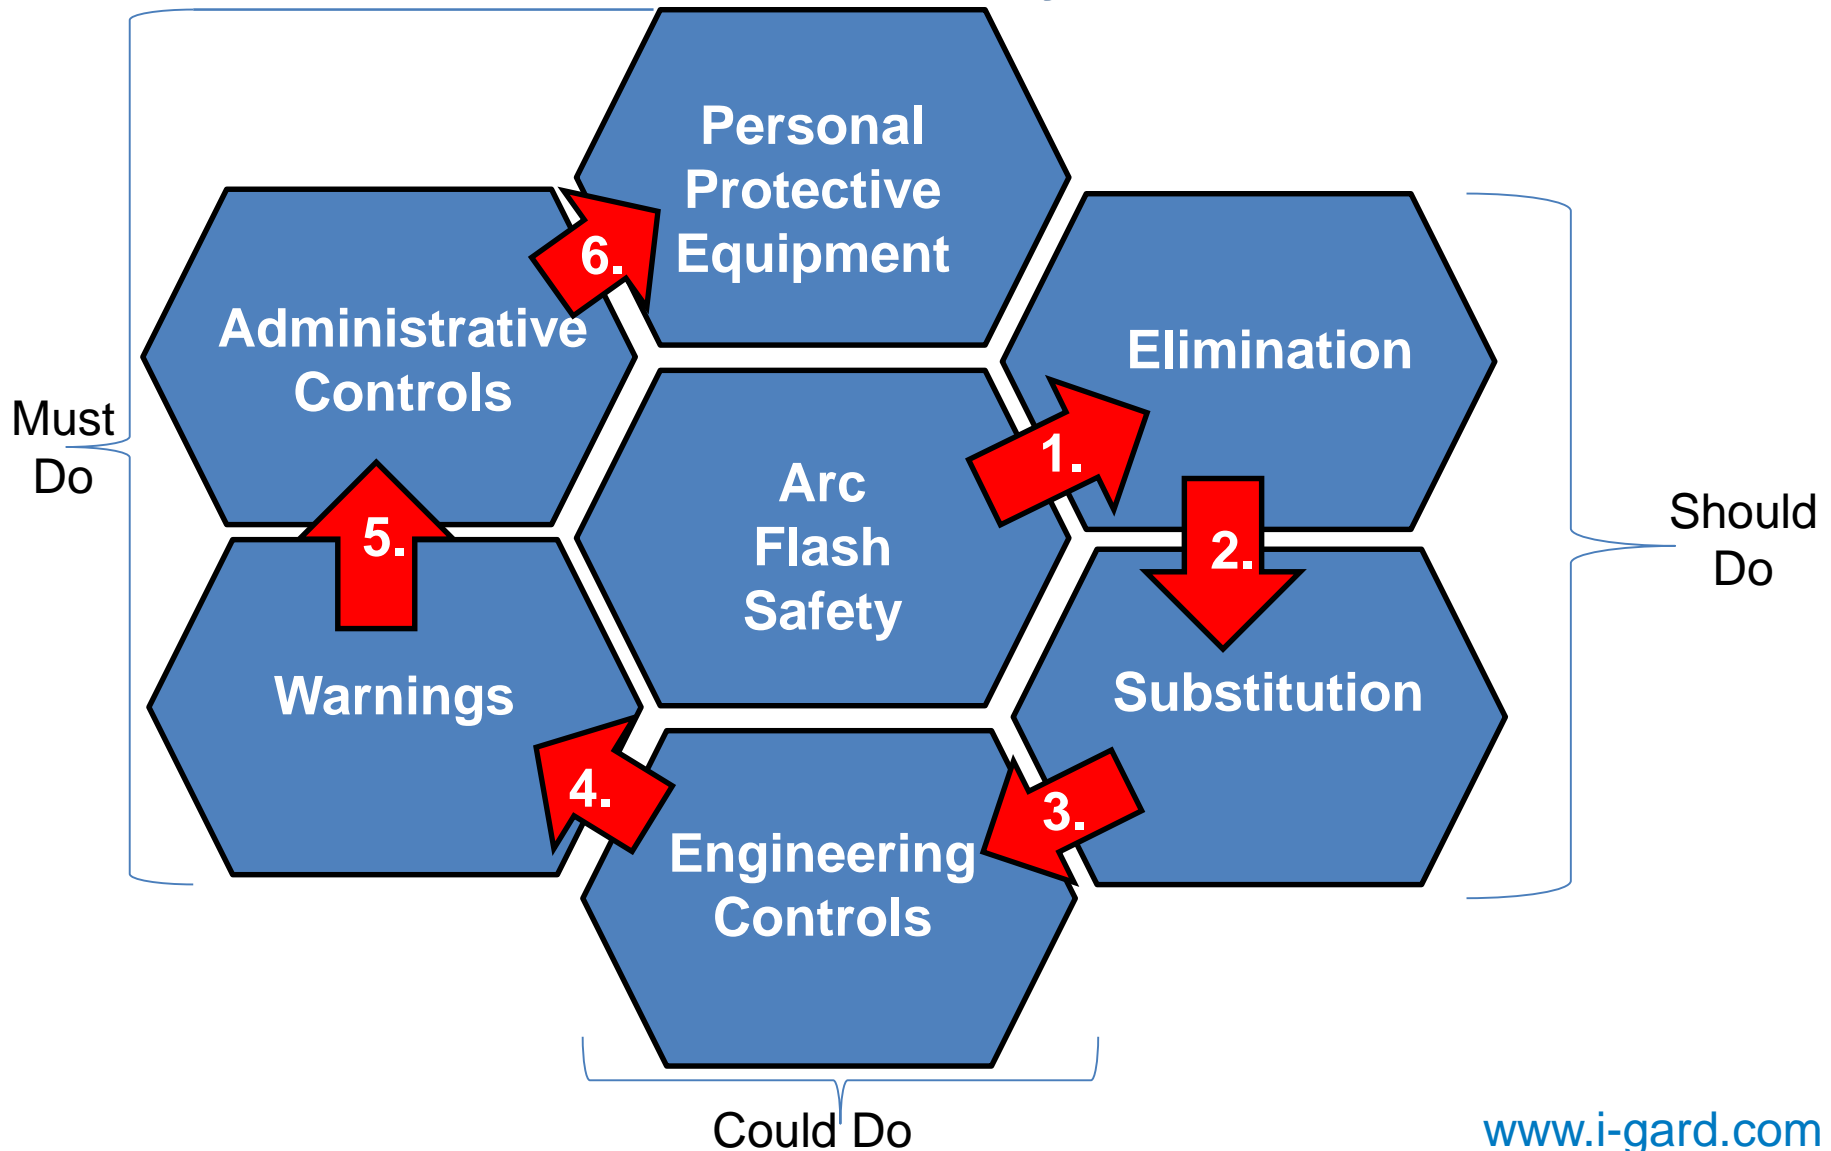 Personal
Protective
Equipment
6.
Administrative
Controls
Elimination
Must
Do
1.
Arc
Flash
Safety
Should
Do
2.
5.
Warnings
Substitution
4.
3.
Engineering
Controls
Could Do
www.i-gard.com